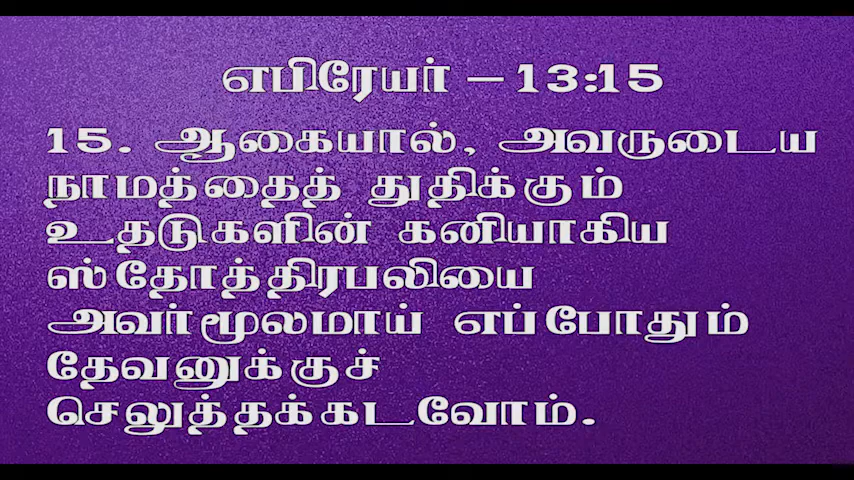 எபிரேயர் – 13:15
15. ஆகையால், அவருடைய
நாமத்தைத் துதிக்கும்
உதடுகளின் கனியாகிய
ஸ்தோத்திரபலியை
அவர்மூலமாய் எப்போதும்
தேவனுக்குச்
செலுத்தக்கடவோம்.